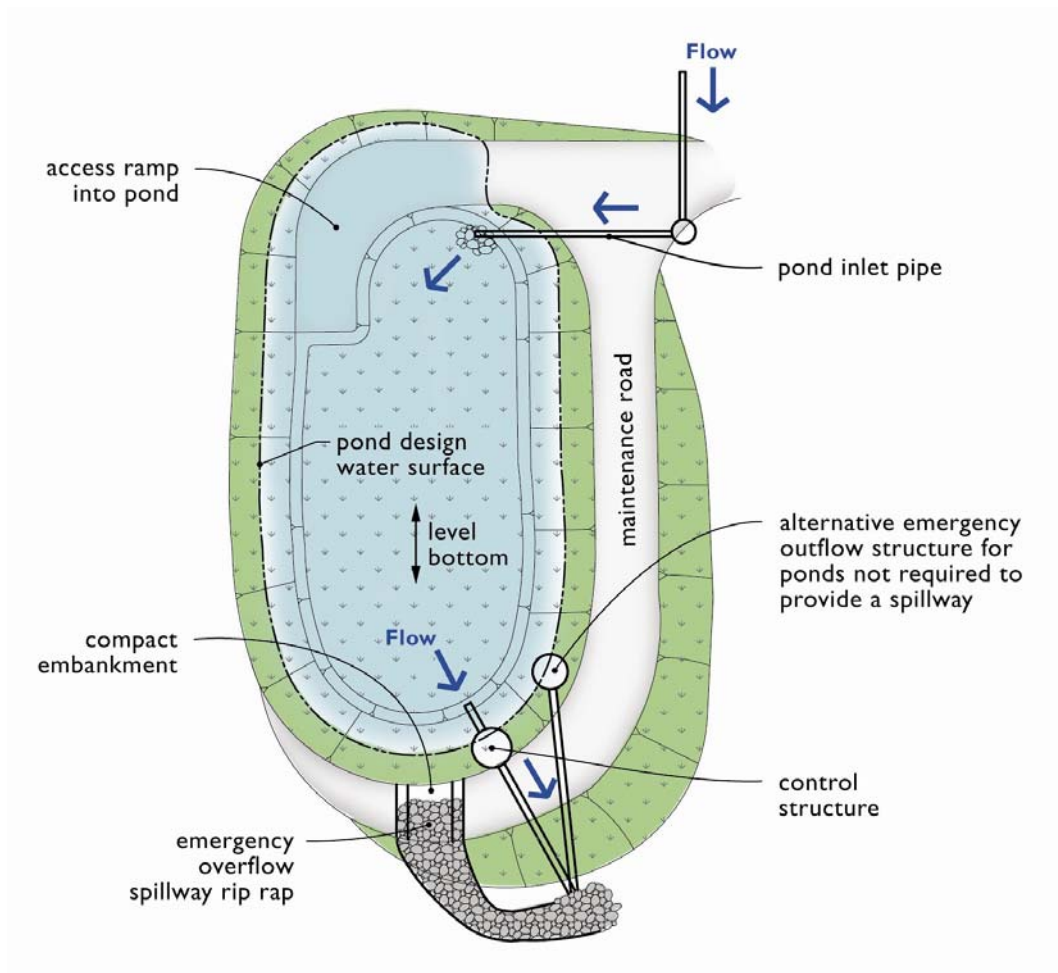 Flow
access ramp
into pond
pond inlet pipe
maintenance road
pond design
water surface
level
bottom
alternative emergency
outflow structure for
ponds not required to
provide a spillway
compact
embankment
Flow
control
structure
emergency
overflow
spillway rip rap